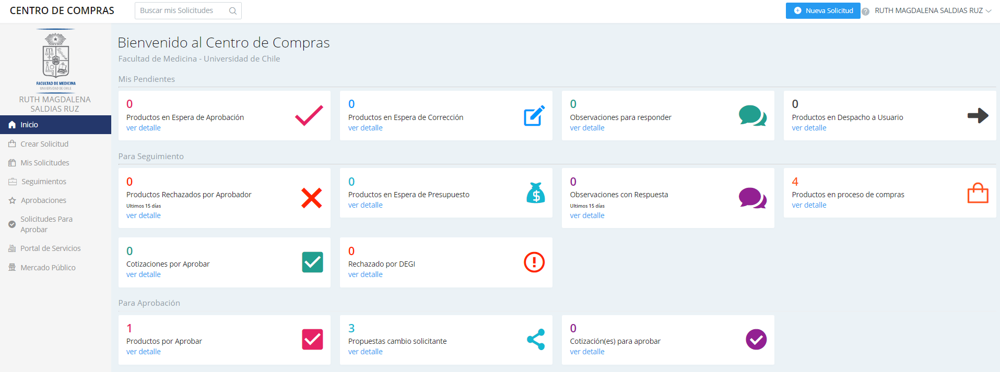 CENTRO DE COMPRAS
Buscar mis Solicitudes
Nueva Solicitud
RUTH MAGDALENA SALDIAS RUZ
FACULTAD DE MEDICINA
UNIVERSIDAD DE CHILE
RUTH MAGDALENA
SALDIAS RUZ
Inicio
Crear Solicitud
Mis Solicitudes
Seguimientos
Aprobaciones
Solicitudes Para
Aprobar
Portal de Servicios
Mercado Público
Bienvenido al Centro de Compras
Facultad de Medicina - Universidad de Chile
Mis Pendientes
0
Productos en Espera de Aprobación
ver detalle
0
Productos en Espera de Corrección
ver detalle
0
Observaciones para responder
ver detalle
0
Productos en Despacho a Usuario
ver detalle
Para Seguimiento
0
Productos Rechazados por Aprobador
Ultimos 15 días
ver detalle
0
Productos en Espera de Presupuesto
ver detalle
0
Observaciones con Respuesta
Ultimos 15 días
ver detalle
4
Productos en proceso de compras
ver detalle
0
Cotizaciones por Aprobar
ver detalle
0
Rechazado por DEGI
ver detalle
Para Aprobación
1
Productos por Aprobar
ver detalle
3
Propuestas cambio solicitante
ver detalle
0
Cotización(es) para aprobar
ver detalle